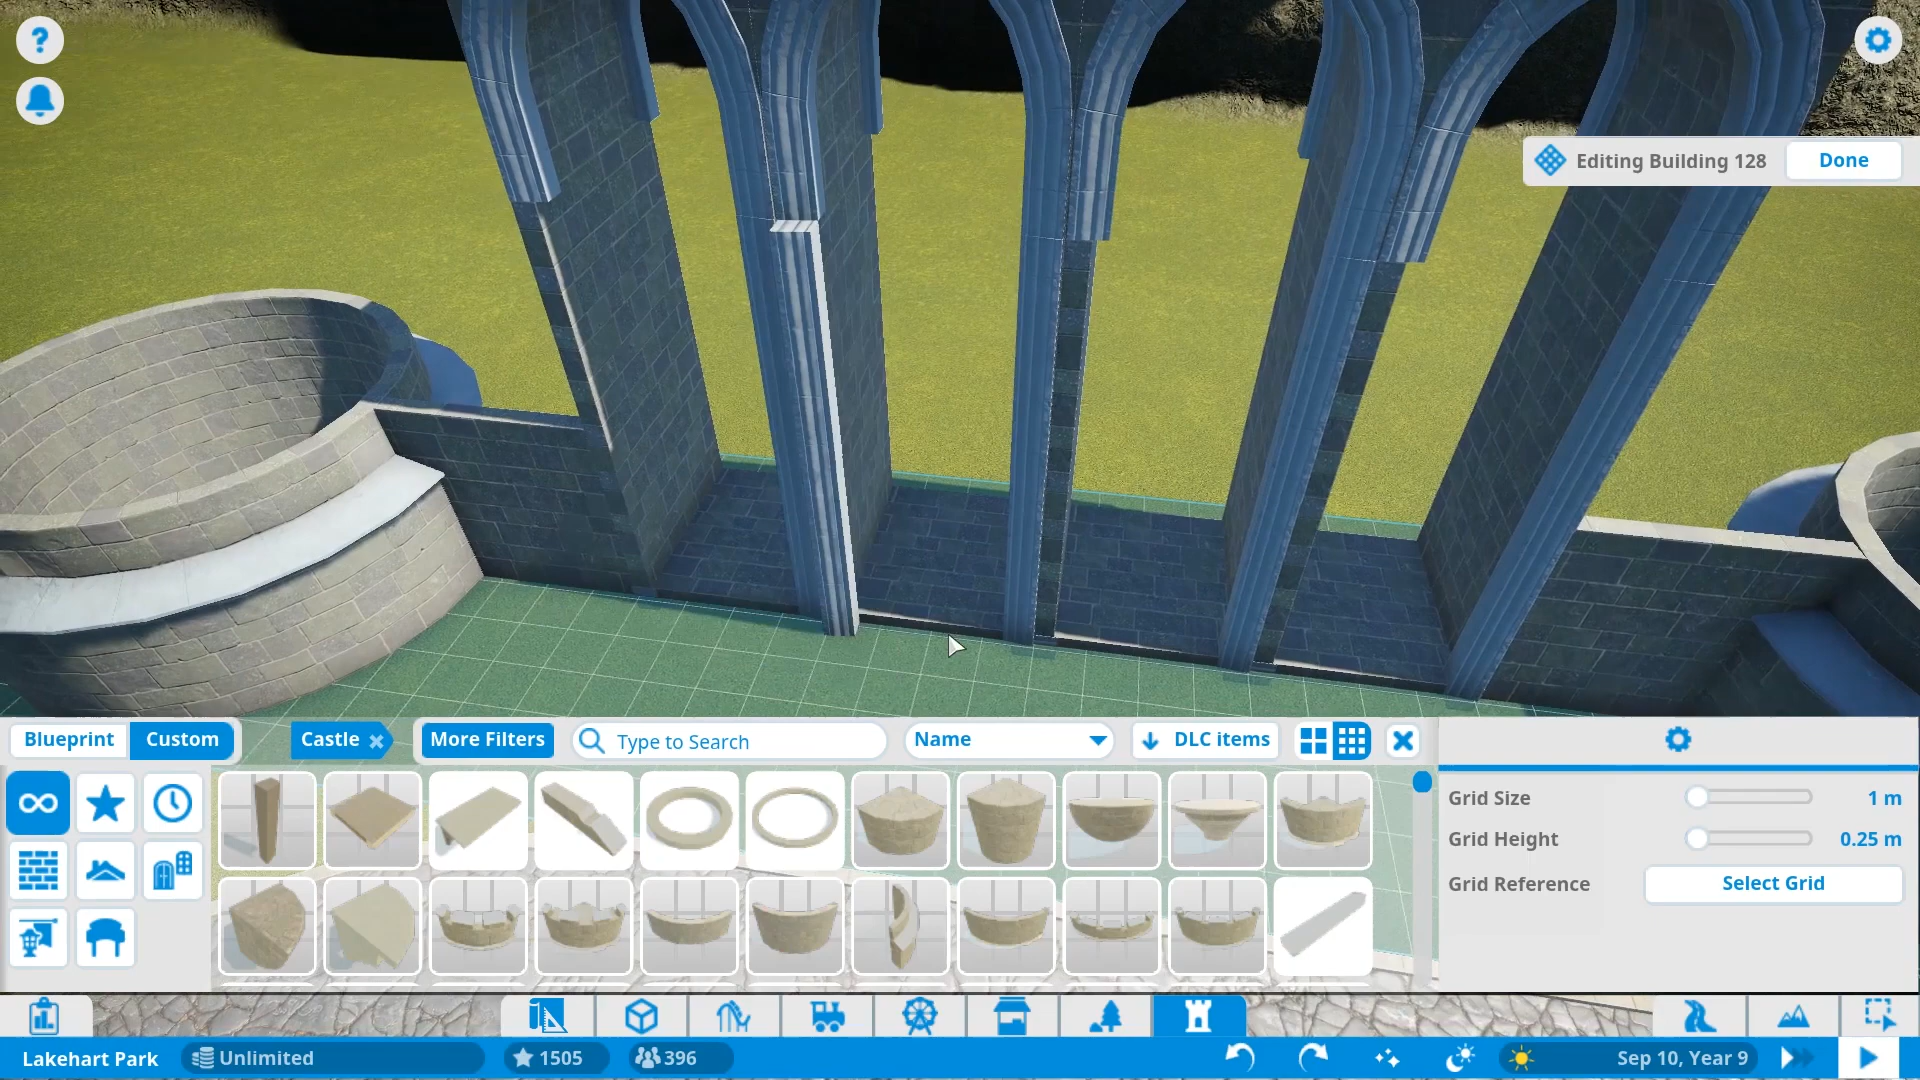 ?
Editing Building 128
Done
Blueprint
Custom
Castle
More Filters
Type to Search
Name
DLC items
Grid Size
1 m
Grid Height
0.25 m
Grid Reference
Select Grid
Lakehart Park
Unlimited
1505
396
Sep 10, Year 9